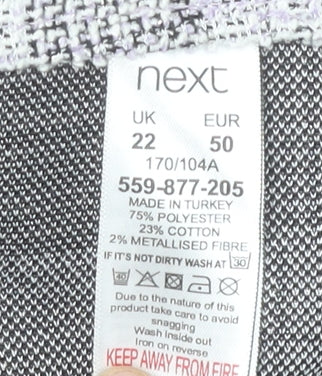 next
UK EUR
22 50
170/104A
559-877-205
MADE IN TURKEY
75% POLYESTER
23% COTTON
2% METALLISED FIBRE
IF IT'S NOT DIRTY WASH AT 30
40
Due to the nature of this
product take care to avoid
snagging
Wash inside out
Iron on reverse
KEEP AWAY FROM FIRE